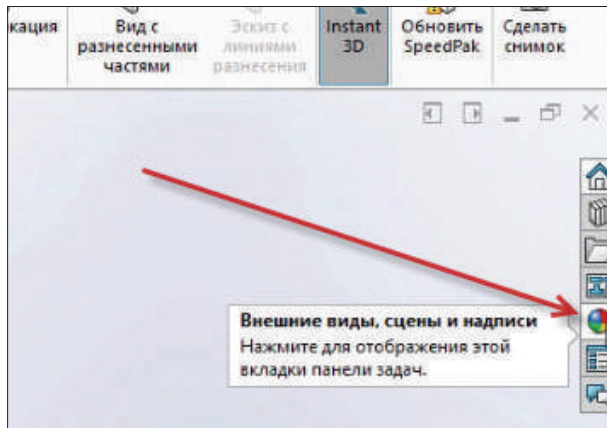 кация
Вид с
разнесенными
частями
Эскиз с
линиями
разнесения
Instant
3D
Обновить
SpeedPak
Сделать
снимок
Внешние виды, сцены и надписи
Нажмите для отображения этой
вкладки панели задач.